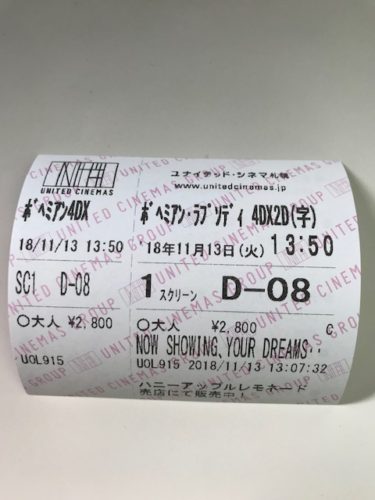 UNITED CINEMAS
ボヘミアン4DX
18/11/13 13:50
SC1 D-08
○大人 ¥2,800
UOL915
ユナイテッド・シネマ札幌
www.unitedcinemas.jp
ボヘミアン・ラプソディ 4DX2D(字)
'18年11月13日(火) 13:50
1 スクリーン D-08
○大人 ¥2,800 C
NOW SHOWING、YOUR DREAMS‥
UOL915 2018/11/13 13:07:32
ハニーアップルレモネード
売店にて販売中!
UNITED CINEMAS GROUP